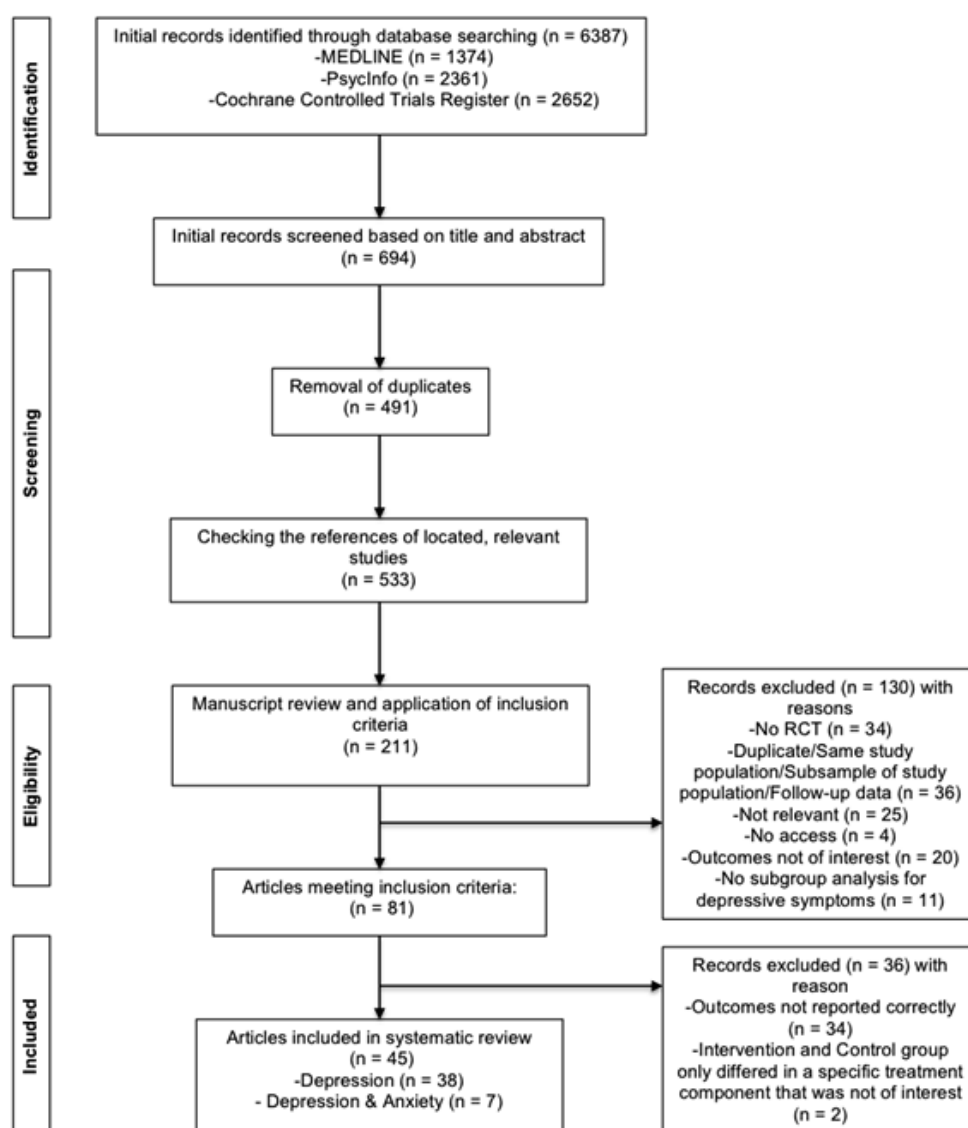 Identification
Initial records identified through database searching (n = 6387)
-MEDLINE (n = 1374)
-PsycInfo (n = 2361)
-Cochrane Controlled Trials Register (n = 2652)
Screening
Initial records screened based on title and abstract
(n = 694)
Removal of duplicates
(n = 491)
Checking the references of located, relevant
studies
(n = 533)
Eligibility
Manuscript review and application of inclusion
criteria
(n = 211)
Records excluded (n = 130) with
reasons
-No RCT (n = 34)
-Duplicate/Same study
population/Subsample of study
population/Follow-up data (n = 36)
-Not relevant (n = 25)
-No access (n = 4)
-Outcomes not of interest (n = 20)
-No subgroup analysis for
depressive symptoms (n = 11)
Articles meeting inclusion criteria:
(n = 81)
Included
Records excluded (n = 36) with
reason
-Outcomes not reported correctly
(n = 34)
-Intervention and Control group
only differed in a specific treatment
component that was not of interest
(n = 2)
Articles included in systematic review
(n = 45)
-Depression (n = 38)
- Depression & Anxiety (n = 7)